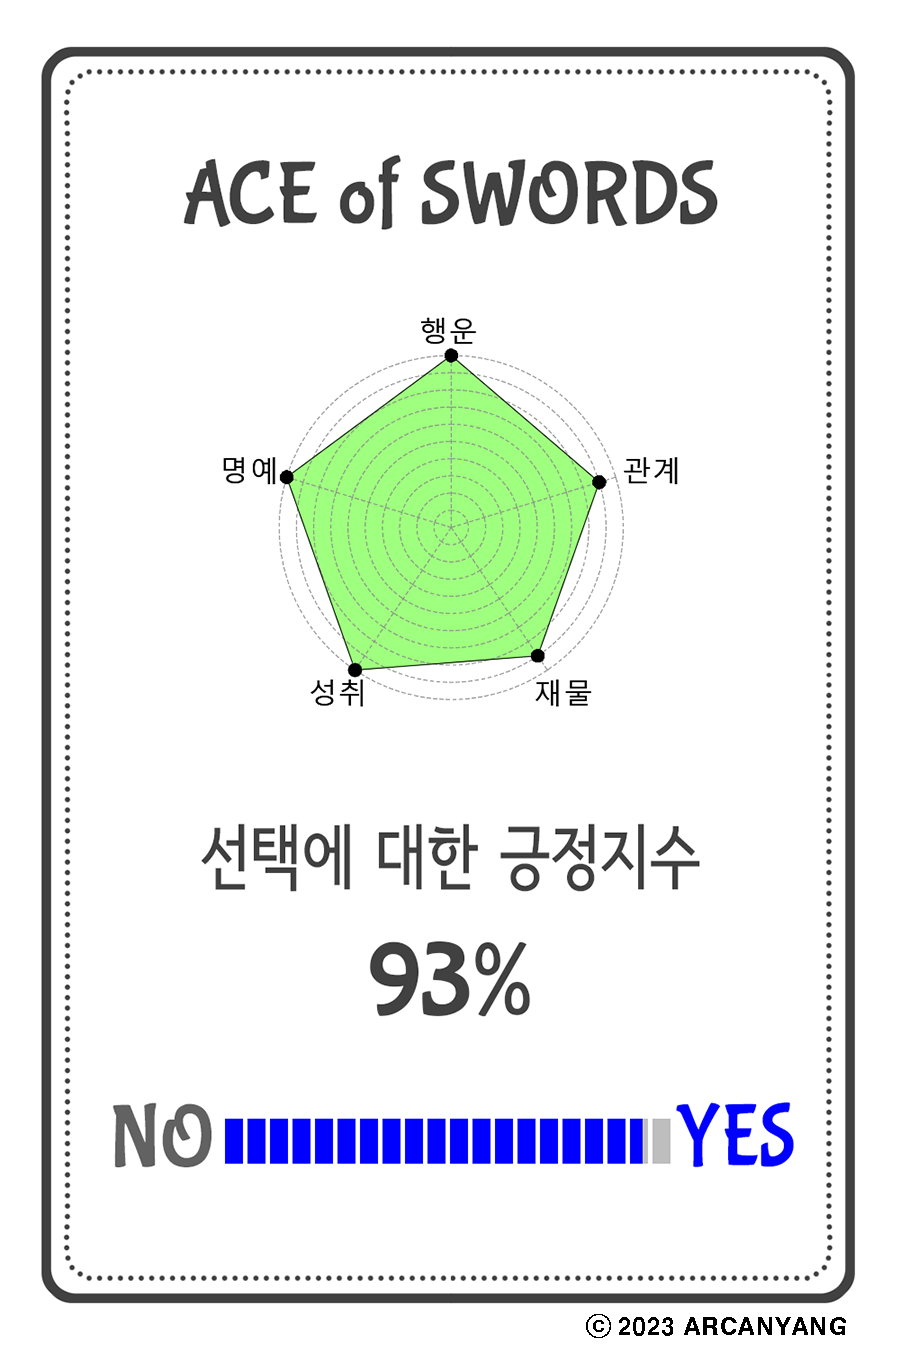 ACE of SWORDS
행운
명예
관계
성취
재물
선택에 대한 긍정지수
93%
NO YES
© 2023 ARCANYANG